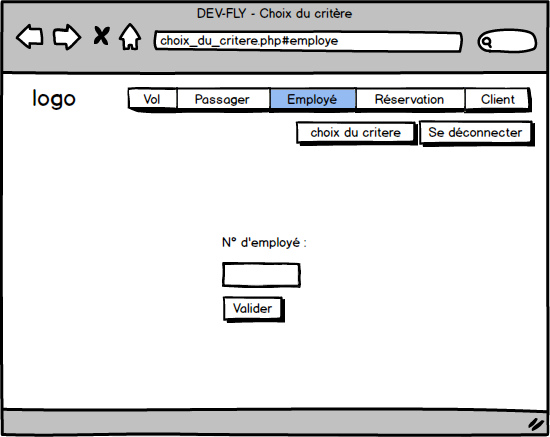 DEV-FLY - Choix du critère
choix_du_critere.php#employe
logo
Vol Passager Employé Réservation Client
choix du critere Se déconnecter
N° d'employé :
Valider